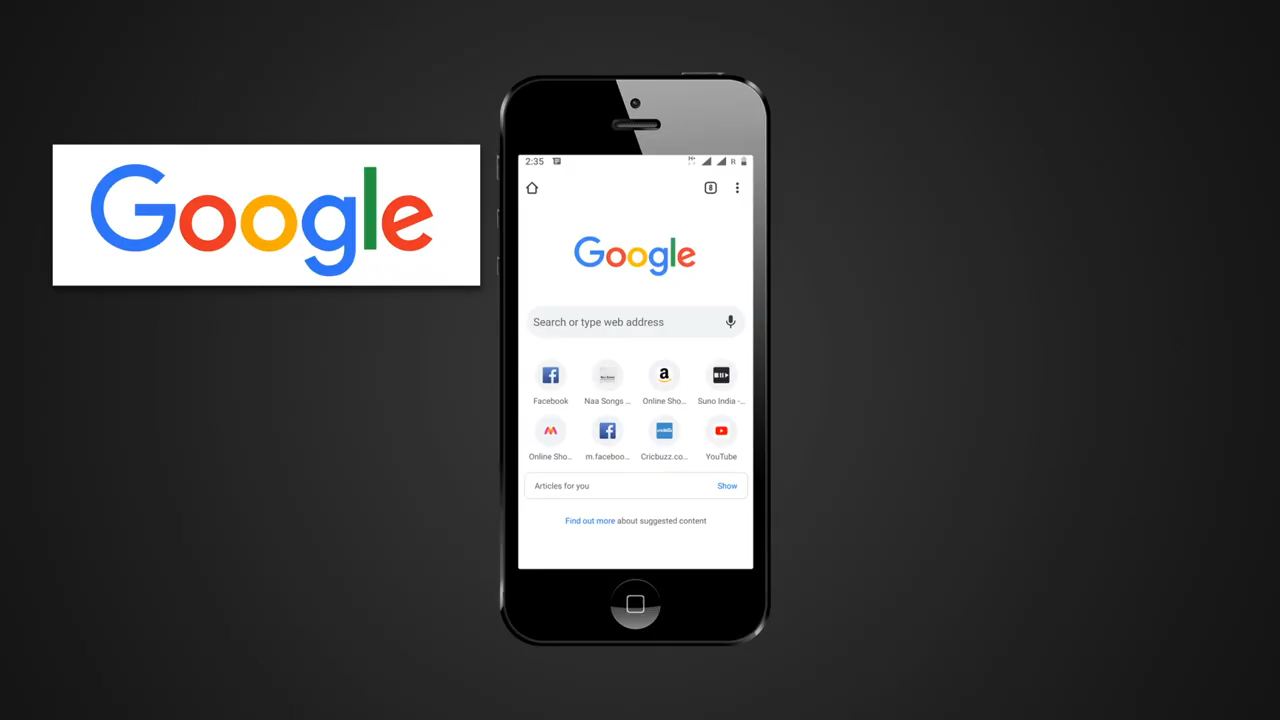 Google
2:35
H+
R
8
Google
Search or type web address
Facebook
Naa Songs ...
Online Sho...
Suno India -...
Online Sho...
m.faceboo...
Cricbuzz.co...
YouTube
Articles for you
Show
Find out more about suggested content